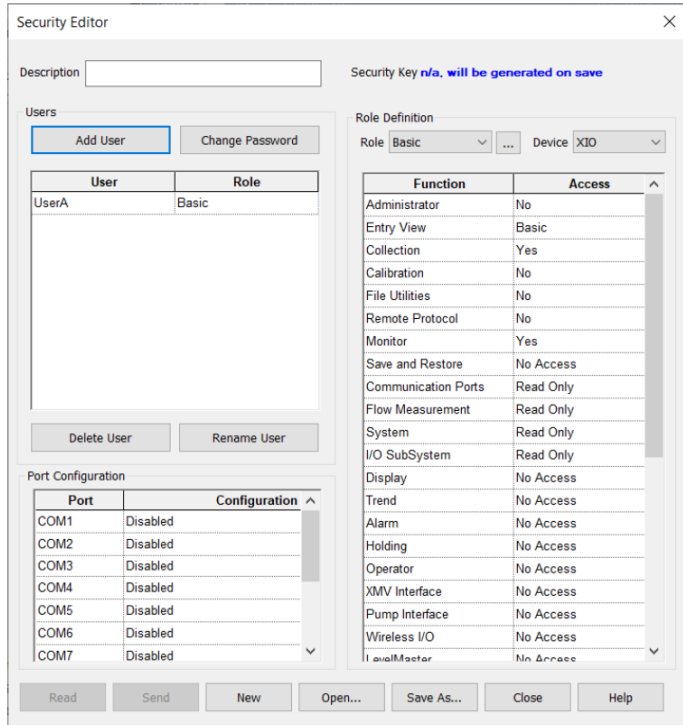 Security Editor
Description
Security Key n/a, will be generated on save
Users
Add User
Change Password
User Role
UserA Basic
Delete User
Rename User
Port Configuration
Port Configuration
COM1 Disabled
COM2 Disabled
COM3 Disabled
COM4 Disabled
COM5 Disabled
COM6 Disabled
COM7 Disabled
Role Definition
Role Basic ... Device XIO
Function Access
Administrator No
Entry View Basic
Collection Yes
Calibration No
File Utilities No
Remote Protocol No
Monitor Yes
Save and Restore No Access
Communication Ports Read Only
Flow Measurement Read Only
System Read Only
I/O SubSystem Read Only
Display No Access
Trend No Access
Alarm No Access
Holding No Access
Operator No Access
XMV Interface No Access
Pump Interface No Access
Wireless I/O No Access
LevelMaster No Access
Read Send New Open... Save As... Close Help